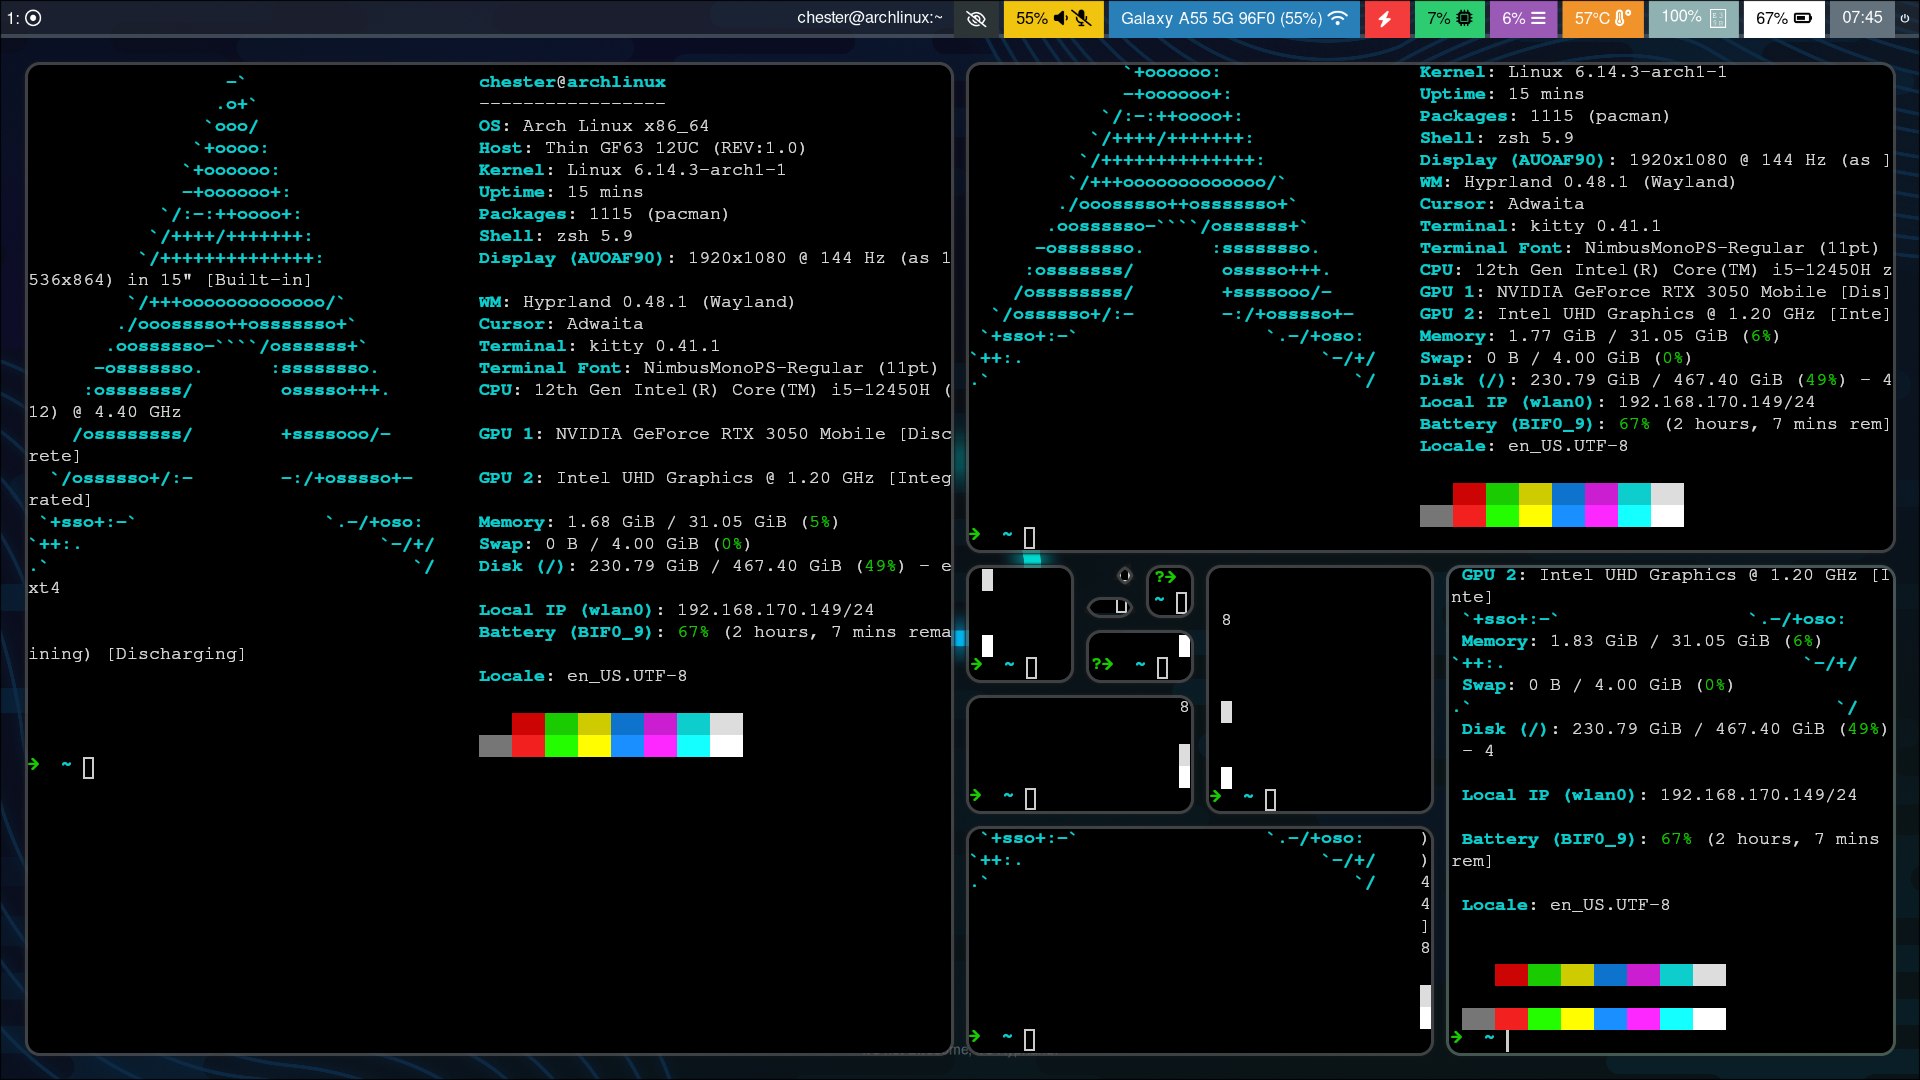 1:
chester@archlinux:~
55%
Galaxy A55 5G 96F0 (55%)
7%
6%
57°C
100%
67%
07:45
-`
.o+`
`ooo/
`+oooo:
`+oooooo:
-+oooooo+:
`/:-:++oooo+:
`/++++/+++++++:
`/++++++++++++++:
chester@archlinux
-----------------
OS: Arch Linux x86_64
Host: Thin GF63 12UC (REV:1.0)
Kernel: Linux 6.14.3-arch1-1
Uptime: 15 mins
Packages: 1115 (pacman)
Shell: zsh 5.9
Display (AUOAF90): 1920x1080 @ 144 Hz (as 1
536x864) in 15" [Built-in]
`/+++ooooooooooooo/` WM: Hyprland 0.48.1 (Wayland)
./ooosssso++osssssso+` Cursor: Adwaita
.oossssso-````/ossssss+` Terminal: kitty 0.41.1
-osssssso. :ssssssso. Terminal Font: NimbusMonoPS-Regular (11pt)
:osssssss/ osssso+++. CPU: 12th Gen Intel(R) Core(TM) i5-12450H (
12) @ 4.40 GHz
/ossssssss/ +ssssooo/- GPU 1: NVIDIA GeForce RTX 3050 Mobile [Disc
rete]
`/ossssso+/:- -:/+osssso+- GPU 2: Intel UHD Graphics @ 1.20 GHz [Integ
rated]
`+sso+:-` `.-/+oso: Memory: 1.68 GiB / 31.05 GiB (5%)
`++:. `-/+/ Swap: 0 B / 4.00 GiB (0%)
.` `/ Disk (/): 230.79 GiB / 467.40 GiB (49%) - e
xt4
Local IP (wlan0): 192.168.170.149/24
Battery (BIF0_9): 67% (2 hours, 7 mins rema
ining) [Discharging]
Locale: en_US.UTF-8
➜ ~
`+oooooo: Kernel: Linux 6.14.3-arch1-1
-+oooooo+: Uptime: 15 mins
`/:-:++oooo+: Packages: 1115 (pacman)
`/++++/+++++++: Shell: zsh 5.9
`/++++++++++++++: Display (AUOAF90): 1920x1080 @ 144 Hz (as ]
`/+++ooooooooooooo/` WM: Hyprland 0.48.1 (Wayland)
./ooosssso++osssssso+` Cursor: Adwaita
.oossssso-````/ossssss+` Terminal: kitty 0.41.1
-osssssso. :ssssssso. Terminal Font: NimbusMonoPS-Regular (11pt)
:osssssss/ osssso+++. CPU: 12th Gen Intel(R) Core(TM) i5-12450H z
/ossssssss/ +ssssooo/- GPU 1: NVIDIA GeForce RTX 3050 Mobile [Dis]
`/ossssso+/:- -:/+osssso+- GPU 2: Intel UHD Graphics @ 1.20 GHz [Inte]
`+sso+:-` `.-/+oso: Memory: 1.77 GiB / 31.05 GiB (6%)
`++:. `-/+/ Swap: 0 B / 4.00 GiB (0%)
.` `/ Disk (/): 230.79 GiB / 467.40 GiB (49%) - 4
Local IP (wlan0): 192.168.170.149/24
Battery (BIF0_9): 67% (2 hours, 7 mins rem]
Locale: en_US.UTF-8
➜ ~
➜ ~
?➜
~
?➜ ~
8
➜ ~
8
➜ ~
`+sso+:-` `.-/+oso: )
`++:. `-/+/ )
.` `/ 4
4
]
8
➜ ~
GPU 2: Intel UHD Graphics @ 1.20 GHz [I
nte]
`+sso+:-` `.-/+oso:
Memory: 1.83 GiB / 31.05 GiB (6%)
`++:. `-/+/
Swap: 0 B / 4.00 GiB (0%)
.` `/
Disk (/): 230.79 GiB / 467.40 GiB (49%)
- 4
Local IP (wlan0): 192.168.170.149/24
Battery (BIF0_9): 67% (2 hours, 7 mins
rem]
Locale: en_US.UTF-8
➜ ~